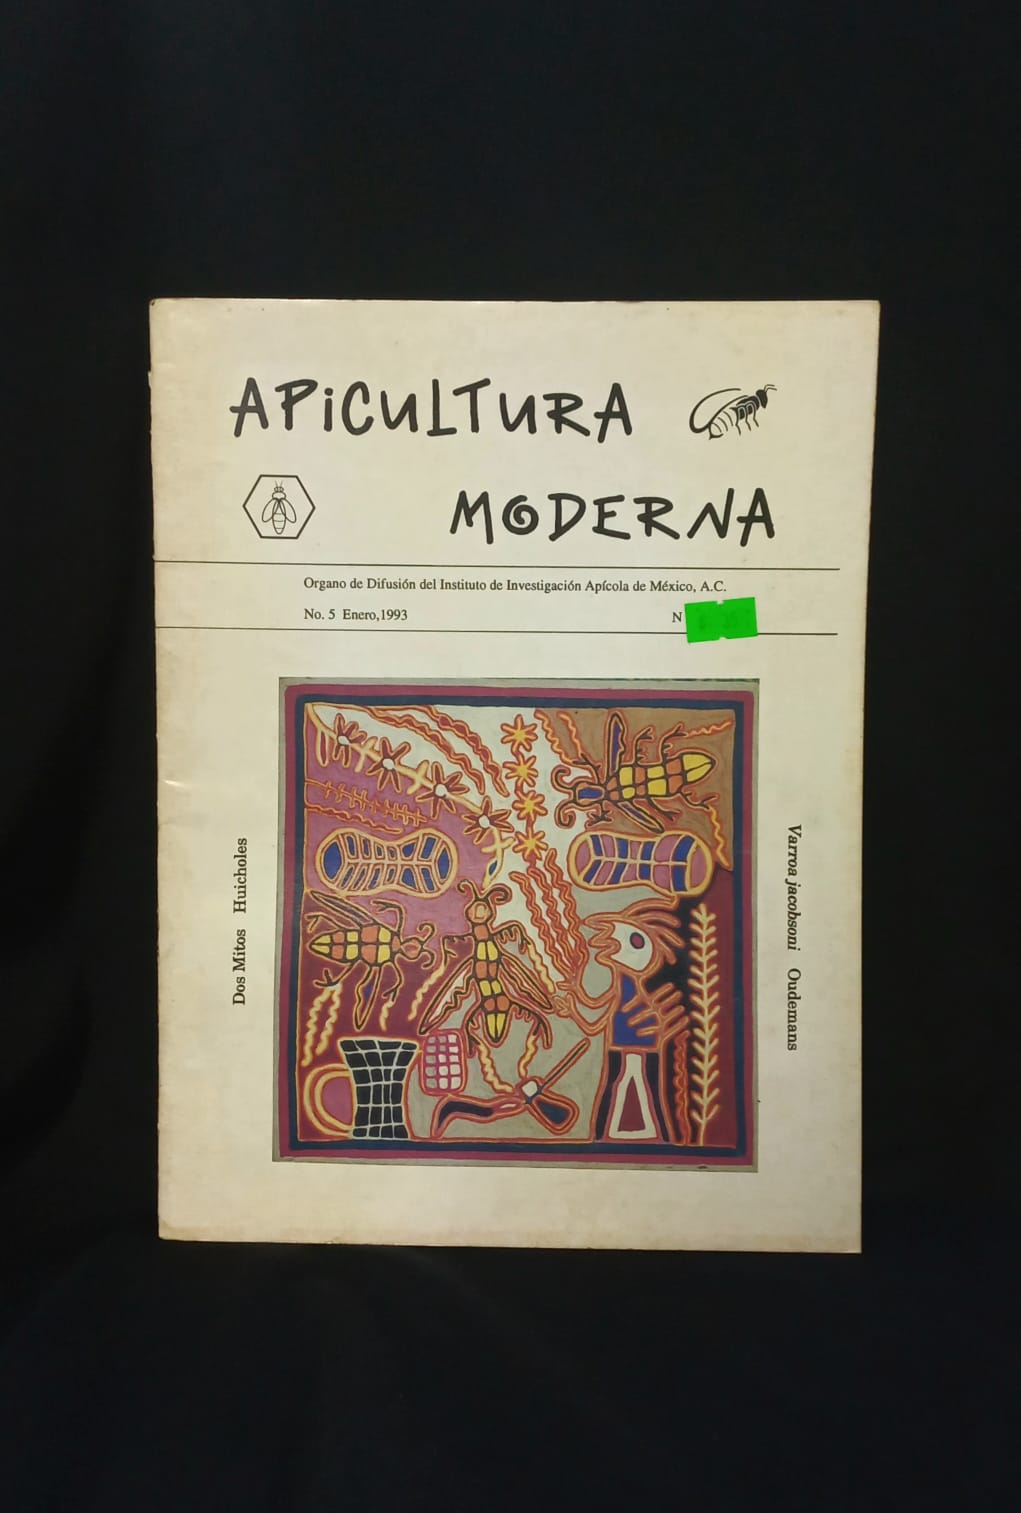 APiCULTURA
MODERNA
Organo de Difusión del Instituto de Investigación Apícola de México, A.C.
No. 5 Enero,1993
Dos Mitos Huicholes
Varroa jacobsoni Oudemans